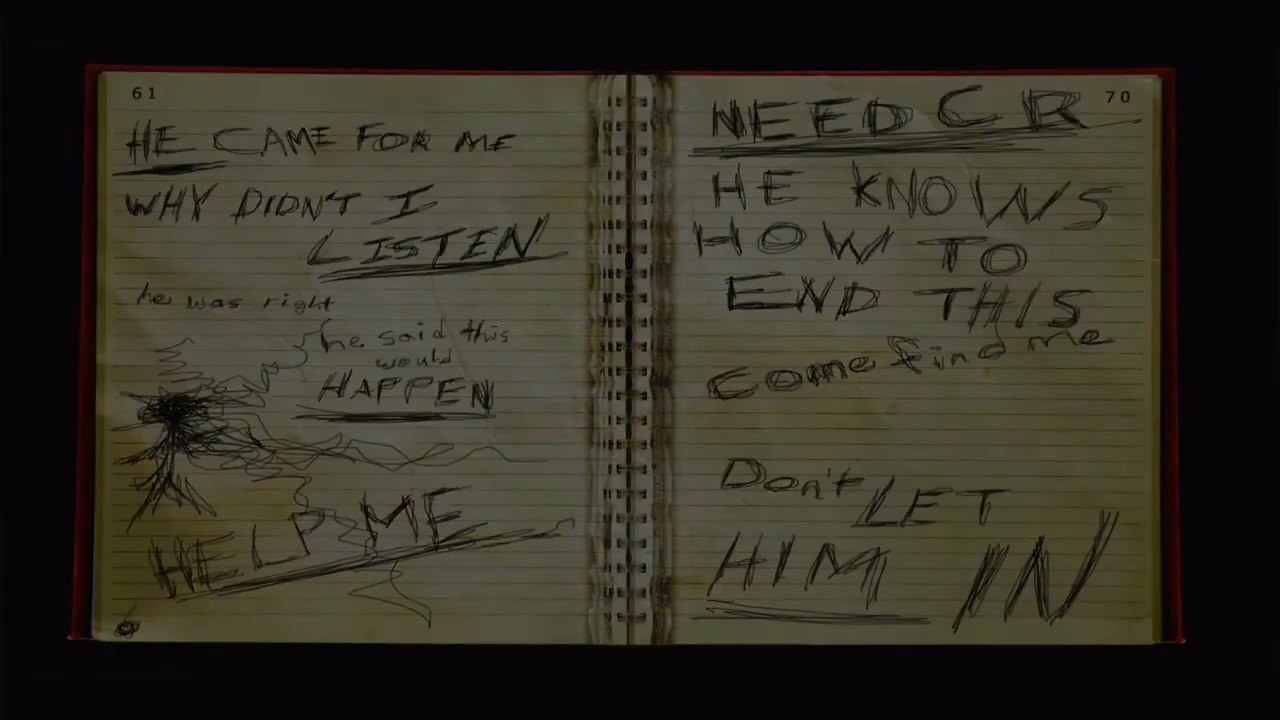 61
HE CAME FOR ME
WHY DIDN'T I
LISTEN
he was right
he said this
would
HAPPEN
HELP ME
70
NEED CR
HE KNOWS
HOW TO
END THIS
come find me
Don't LET
HIM IN